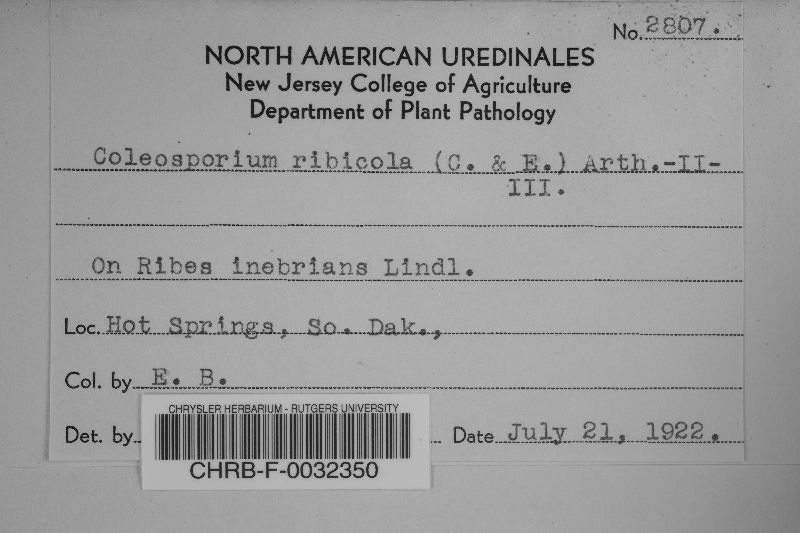 No. 2807.
NORTH AMERICAN UREDINALES
New Jersey College of Agriculture
Department of Plant Pathology
Coleosporium ribicola (C. & E.) Arth.-II-
III.
On Ribes inebrians Lindl.
Loc. Hot Springs, So. Dak.,
Col. by E. B.
Det. by
Date July 21, 1922.
CHRYSLER HERBARIUM - RUTGERS UNIVERSITY
CHRB-F-0032350